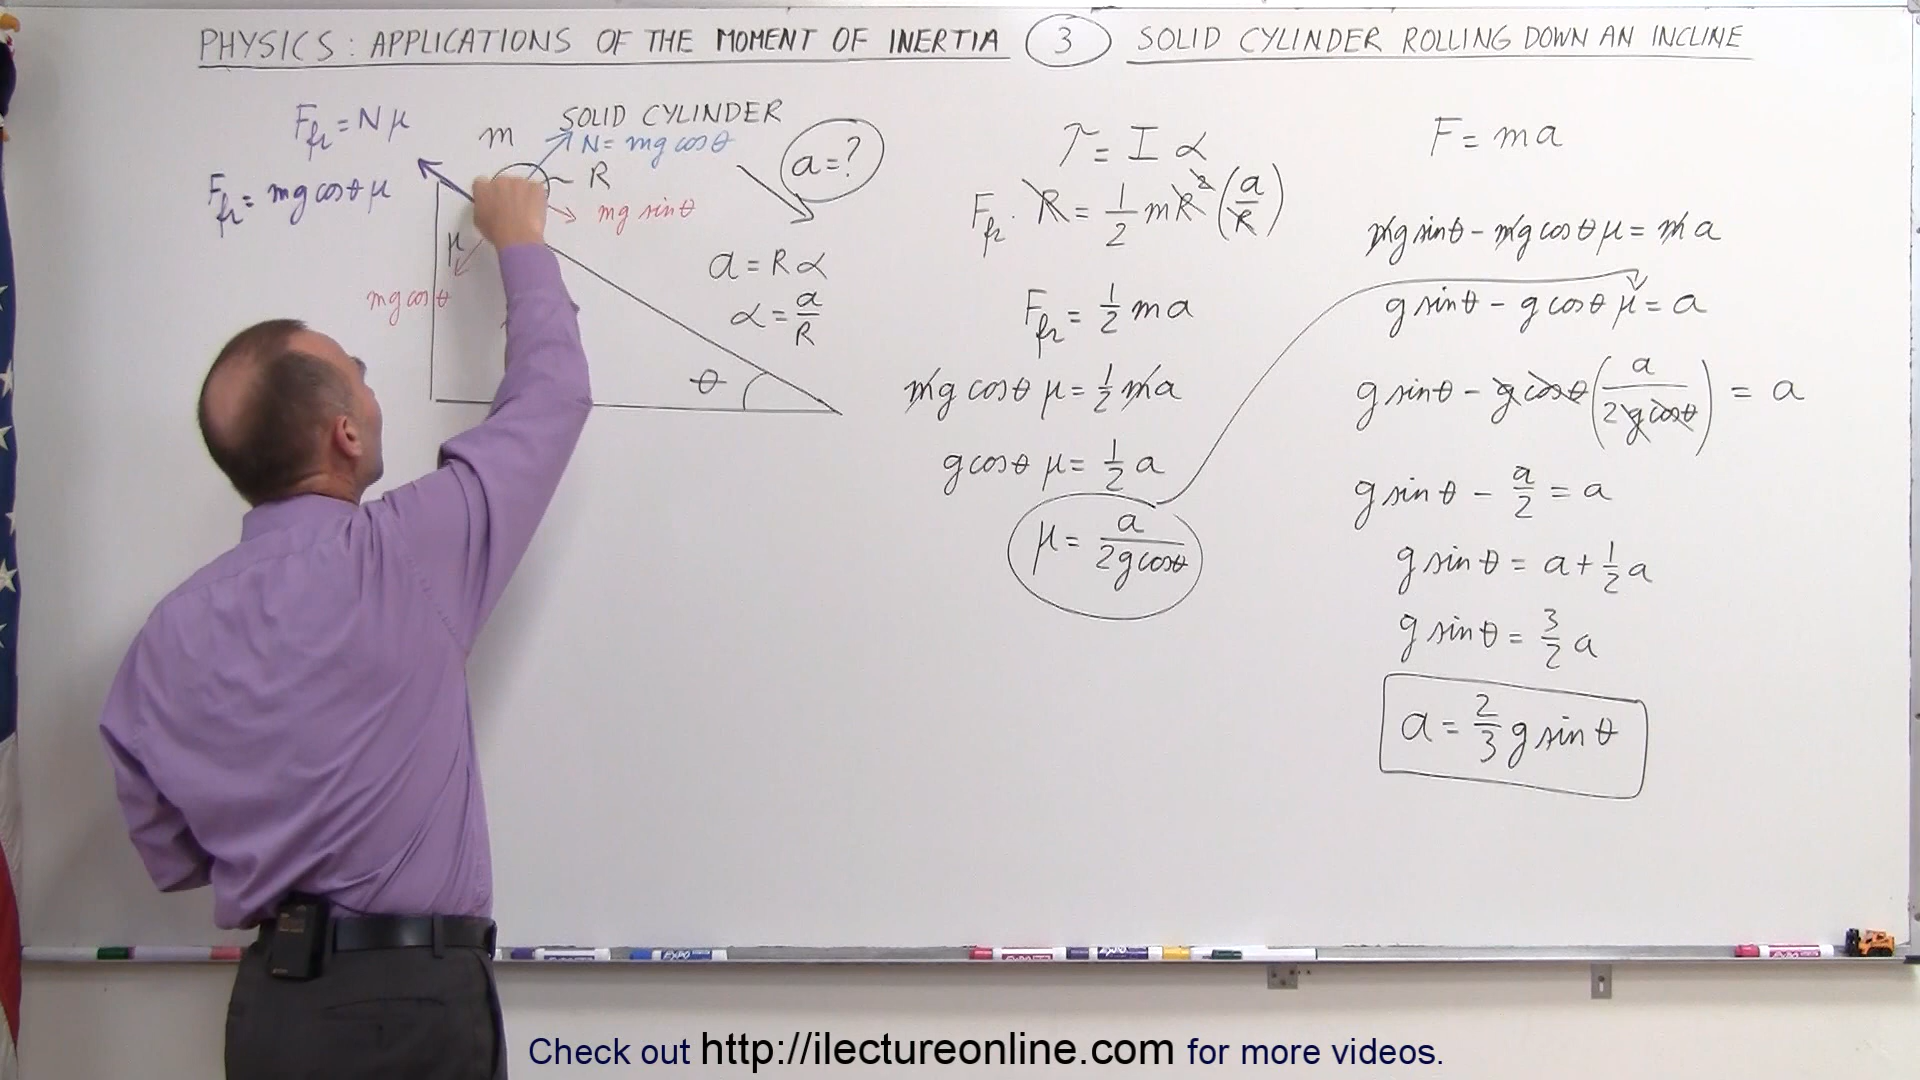 PHYSICS: APPLICATIONS OF THE MOMENT OF INERTIA 3 SOLID CYLINDER ROLLING DOWN AN INCLINE
F_fr = Nμ
F_fr = mg cosθ μ
m
SOLID CYLINDER
N = mg cosθ
R
mg sinθ
a = ?
μ
mg cosθ
a = Rα
α = a/R
θ
τ = I α
F_fr · R = 1/2 mR² (a/R)
F_fr = 1/2 ma
mg cosθ μ = 1/2 ma
g cosθ μ = 1/2 a
μ = a/2g cosθ
F = ma
mg sinθ - mg cosθ μ = ma
g sinθ - g cosθ μ = a
g sinθ - g cosθ (a/2g cosθ) = a
g sinθ - a/2 = a
g sinθ = a + 1/2 a
g sinθ = 3/2 a
a = 2/3 g sinθ
EXPO
EXPO
Check out http://ilectureonline.com for more videos.